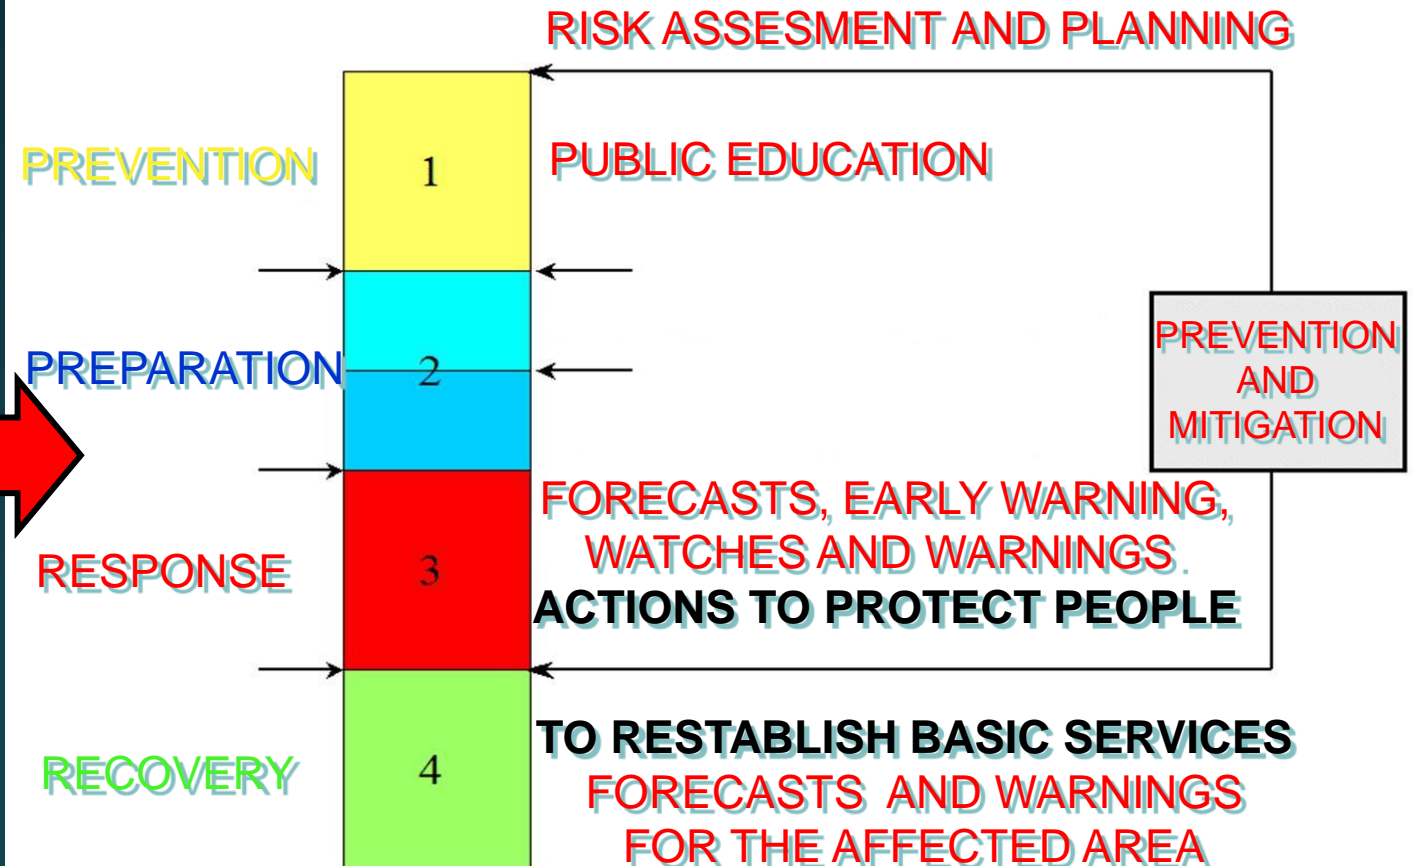 RISK ASSESMENT AND PLANNING
PREVENTION
1
PUBLIC EDUCATION
PREPARATION
2
PREVENTION
AND
MITIGATION
RESPONSE
3
FORECASTS, EARLY WARNING,
WATCHES AND WARNINGS.
ACTIONS TO PROTECT PEOPLE
RECOVERY
4
TO RESTABLISH BASIC SERVICES
FORECASTS AND WARNINGS
FOR THE AFFECTED AREA